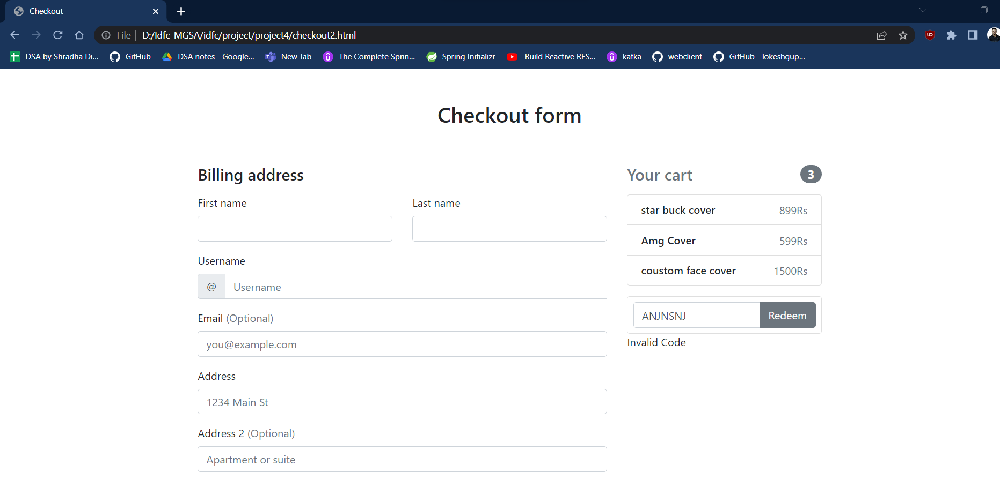 Checkout
File | D:/Idfc_MGSA/idfc/project/project4/checkout2.html
DSA by Shradha Di... GitHub DSA notes - Google... New Tab The Complete Sprin... Spring Initializr Build Reactive RES... kafka webclient GitHub - lokeshgup...
Checkout form
Billing address
First name Last name
Username
@ Username
Email (Optional)
you@example.com
Address
1234 Main St
Address 2 (Optional)
Apartment or suite
Your cart 3
star buck cover 899Rs
Amg Cover 599Rs
coustom face cover 1500Rs
ANJNSNJ Redeem
Invalid Code